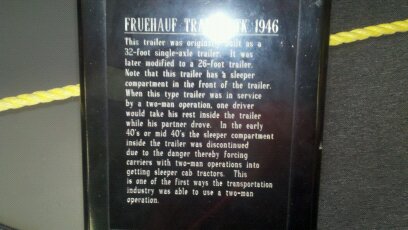 FRUEHAUF 1946
This trailer was as a
32-foot single-axle trailer. It was
later modified to a 26-foot trailer.
Note that this trailer has a sleeper
compartment in the front of the trailer.
When this type trailer was in service
by a two-man operation, one driver
would take his rest inside the trailer
while his partner drove. In the early
40's or mid 40's the sleeper compartment
inside the trailer was discontinued
due to the danger thereby forcing
carriers with two-man operations into
getting sleeper cab tractors. This
is one of the first ways the transportation
industry was able to use a two-man
operation.